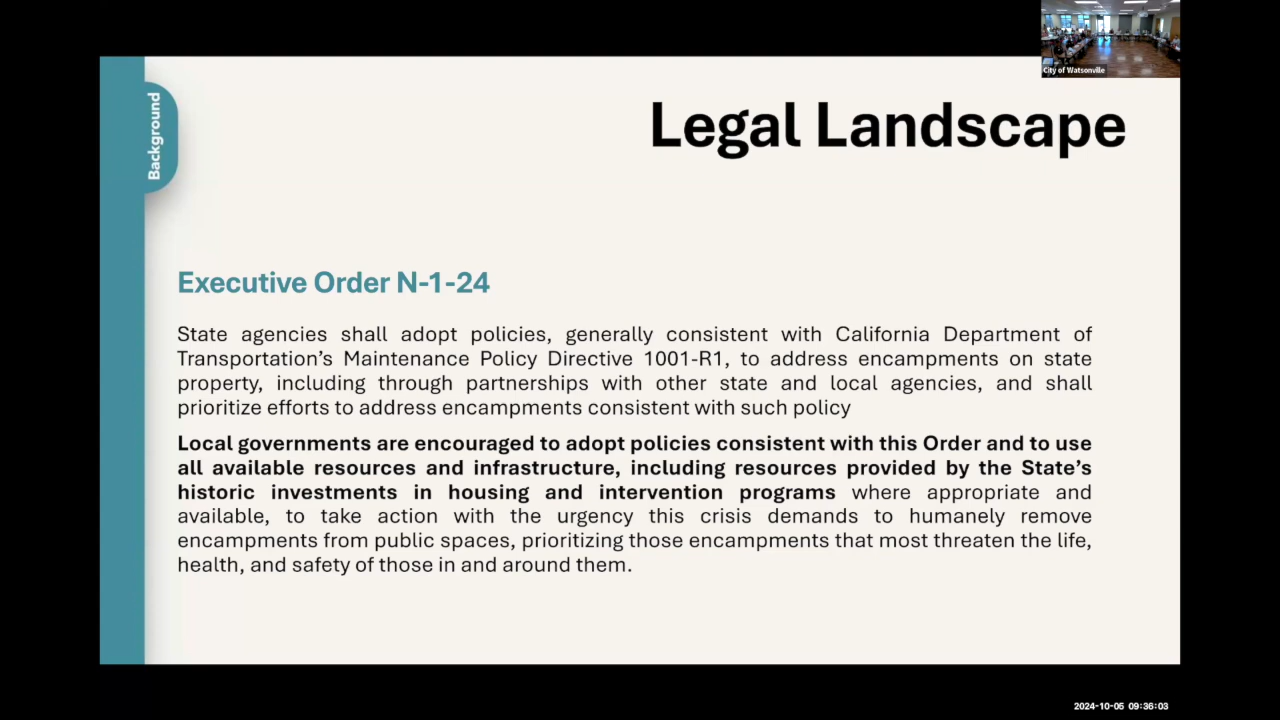 City of Watsonville
Background
Legal Landscape
Executive Order N-1-24
State agencies shall adopt policies, generally consistent with California Department of
Transportation’s Maintenance Policy Directive 1001-R1, to address encampments on state
property, including through partnerships with other state and local agencies, and shall
prioritize efforts to address encampments consistent with such policy
Local governments are encouraged to adopt policies consistent with this Order and to use
all available resources and infrastructure, including resources provided by the State’s
historic investments in housing and intervention programs where appropriate and
available, to take action with the urgency this crisis demands to humanely remove
encampments from public spaces, prioritizing those encampments that most threaten the life,
health, and safety of those in and around them.
2024-10-05 09:36:03